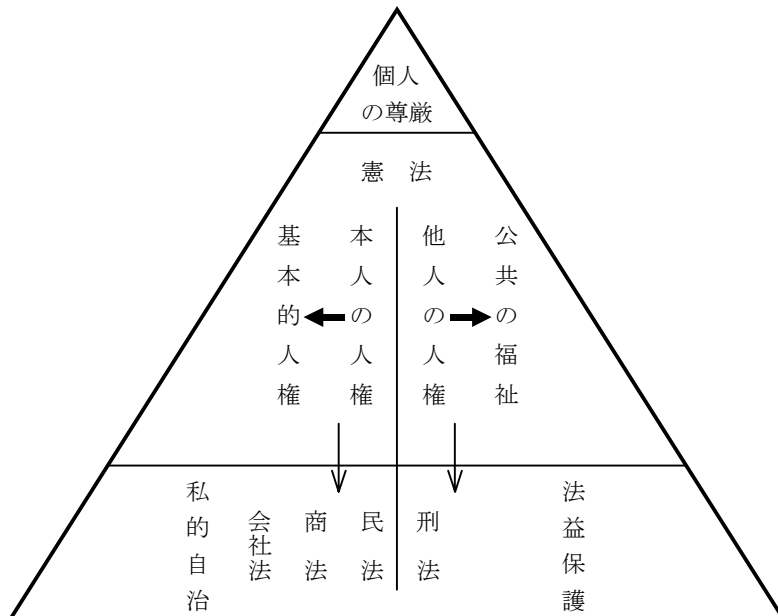 個人
の尊厳
憲法
基本的人権
本人の人権
他人の人権
公共の福祉
私的自治
会社法
商法
民法
刑法
法益保護